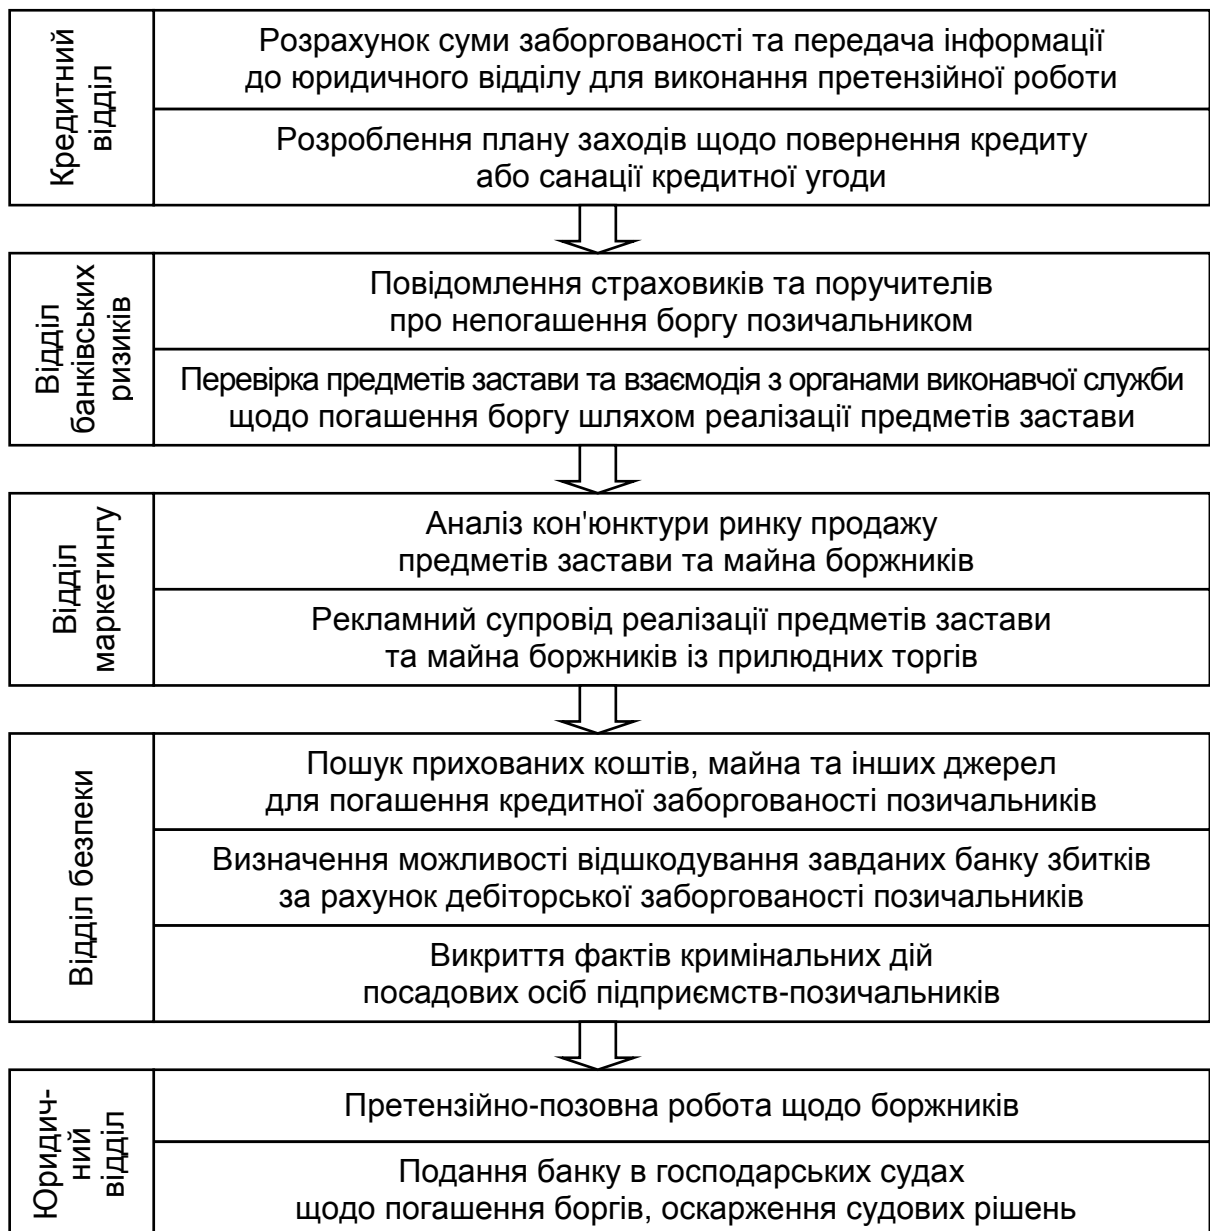 Кредитний
відділ
Розрахунок суми заборгованості та передача інформації
до юридичного відділу для виконання претензійної роботи
Розроблення плану заходів щодо повернення кредиту
або санації кредитної угоди
Відділ
банківських
ризиків
Повідомлення страховиків та поручителів
про непогашення боргу позичальником
Перевірка предметів застави та взаємодія з органами виконавчої служби
щодо погашення боргу шляхом реалізації предметів застави
Відділ
маркетингу
Аналіз кон'юнктури ринку продажу
предметів застави та майна боржників
Рекламний супровід реалізації предметів застави
та майна боржників із прилюдних торгів
Відділ безпеки
Пошук прихованих коштів, майна та інших джерел
для погашення кредитної заборгованості позичальників
Визначення можливості відшкодування завданих банку збитків
за рахунок дебіторської заборгованості позичальників
Викриття фактів кримінальних дій
посадових осіб підприємств-позичальників
Юридич-
ний
відділ
Претензійно-позовна робота щодо боржників
Подання банку в господарських судах
щодо погашення боргів, оскарження судових рішень